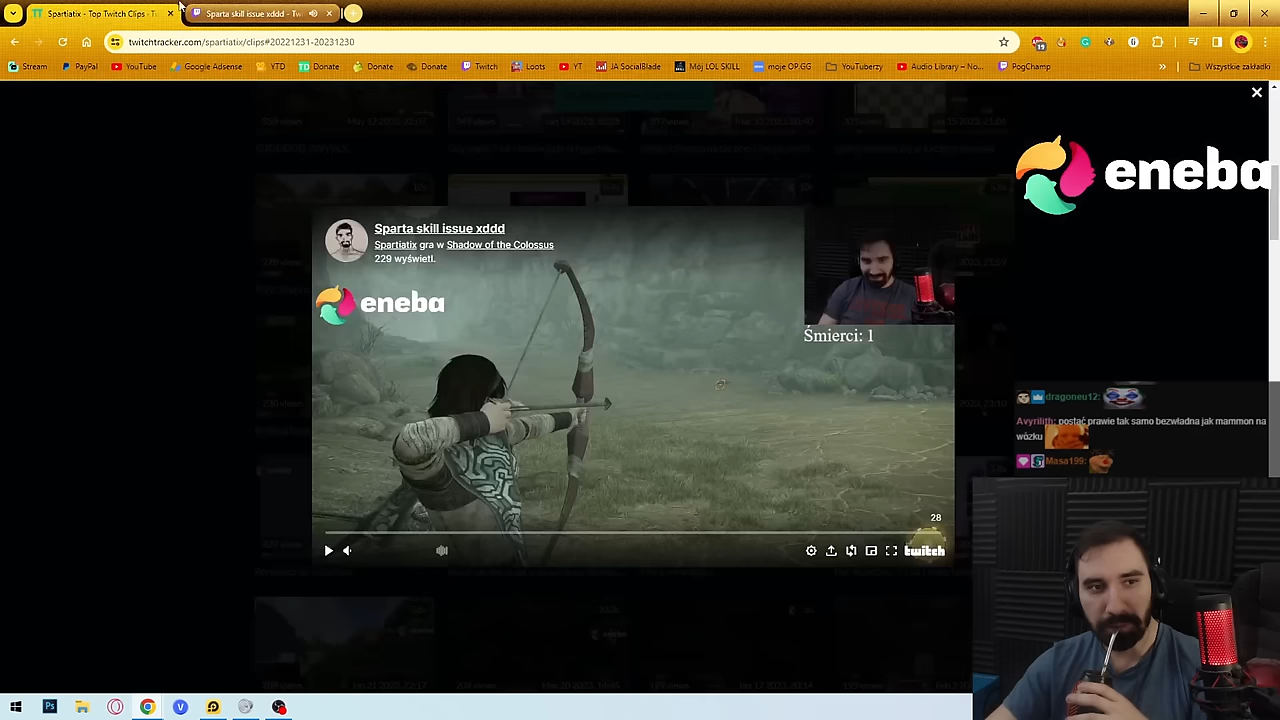 Spartiatix - Top Twitch Clips - T
Sparta skill issue xddd - Tw
twitchtracker.com/spartiatix/clips#20221231-20231230
19
Stream
PayPal
YouTube
Google Adsense
YTD
Donate
Donate
Donate
Twitch
Loots
YT
JA SocialBlade
Mój LOL SKILL
moje OP.GG
YouTuberzy
Audio Library – No...
PogChamp
Wszystkie zakładki
eneba
Sparta skill issue xddd
Spartiatix gra w Shadow of the Colossus
229 wyświetl.
eneba
Śmierci: 1
dragoneu12:
Avyrilith: postać prawie tak samo bezwładna jak mammon na
wózku
Masa199:
28
twitch